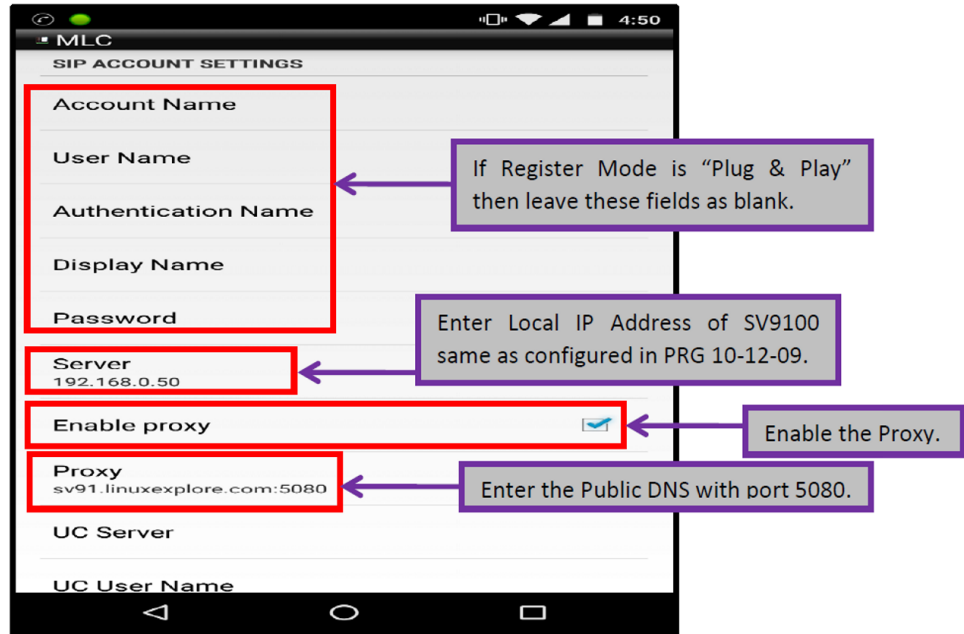 4:50
MLC
SIP ACCOUNT SETTINGS
Account Name
User Name
Authentication Name
Display Name
Password
If Register Mode is “Plug & Play”
then leave these fields as blank.
Server
192.168.0.50
Enter Local IP Address of SV9100
same as configured in PRG 10-12-09.
Enable proxy
Enable the Proxy.
Proxy
sv91.linuxexplore.com:5080
Enter the Public DNS with port 5080.
UC Server
UC User Name